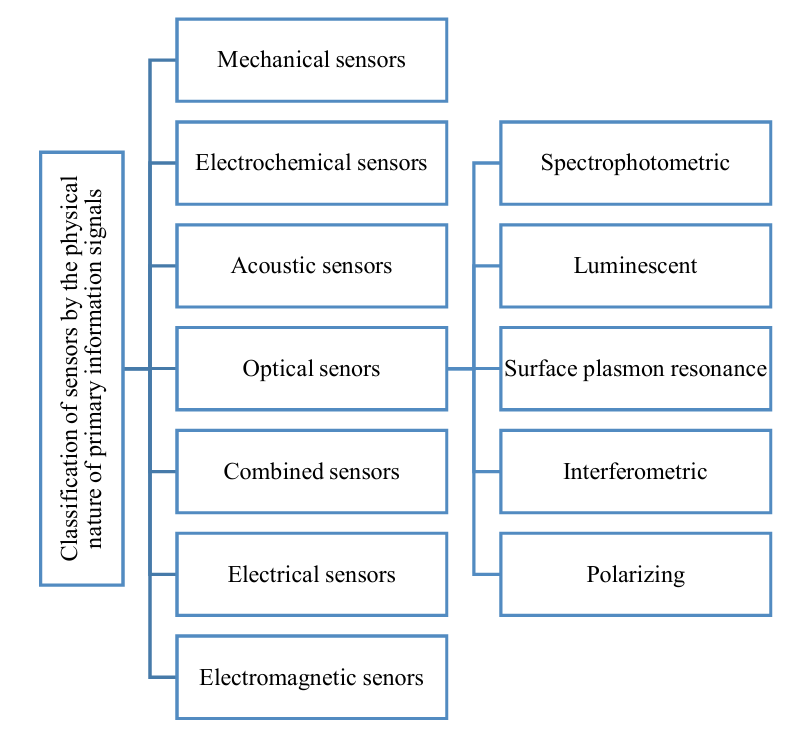 Classification of sensors by the physical
nature of primary information signals
Mechanical sensors
Electrochemical sensors
Acoustic sensors
Optical senors
Combined sensors
Electrical sensors
Electromagnetic senors
Spectrophotometric
Luminescent
Surface plasmon resonance
Interferometric
Polarizing